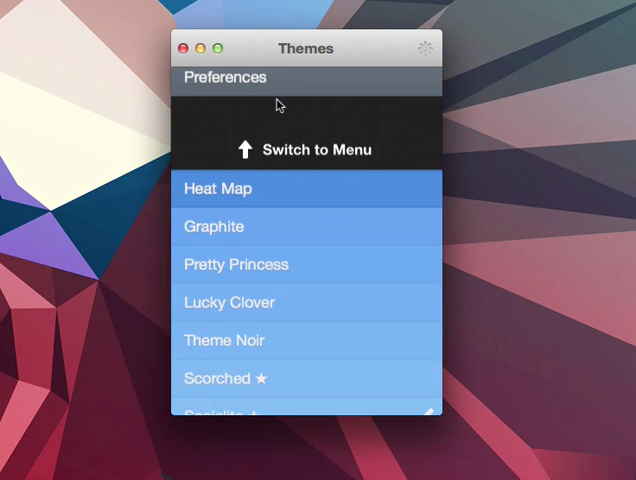 Themes
Preferences
Switch to Menu
Heat Map
Graphite
Pretty Princess
Lucky Clover
Theme Noir
Scorched ★